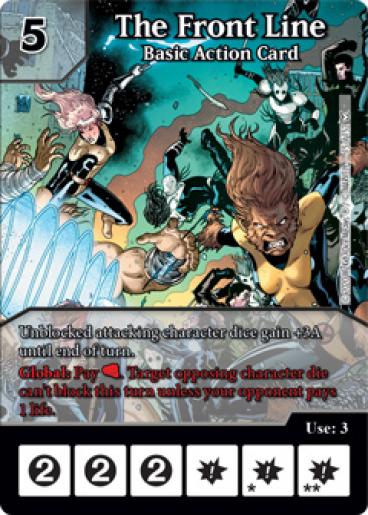 5
The Front Line
Basic Action Card
Unblocked attacking character dice gain +3A
until end of turn.
Global: Pay . Target opposing character die
can't block this turn unless your opponent pays
1 life.
Use: 3
2 2 2
* **